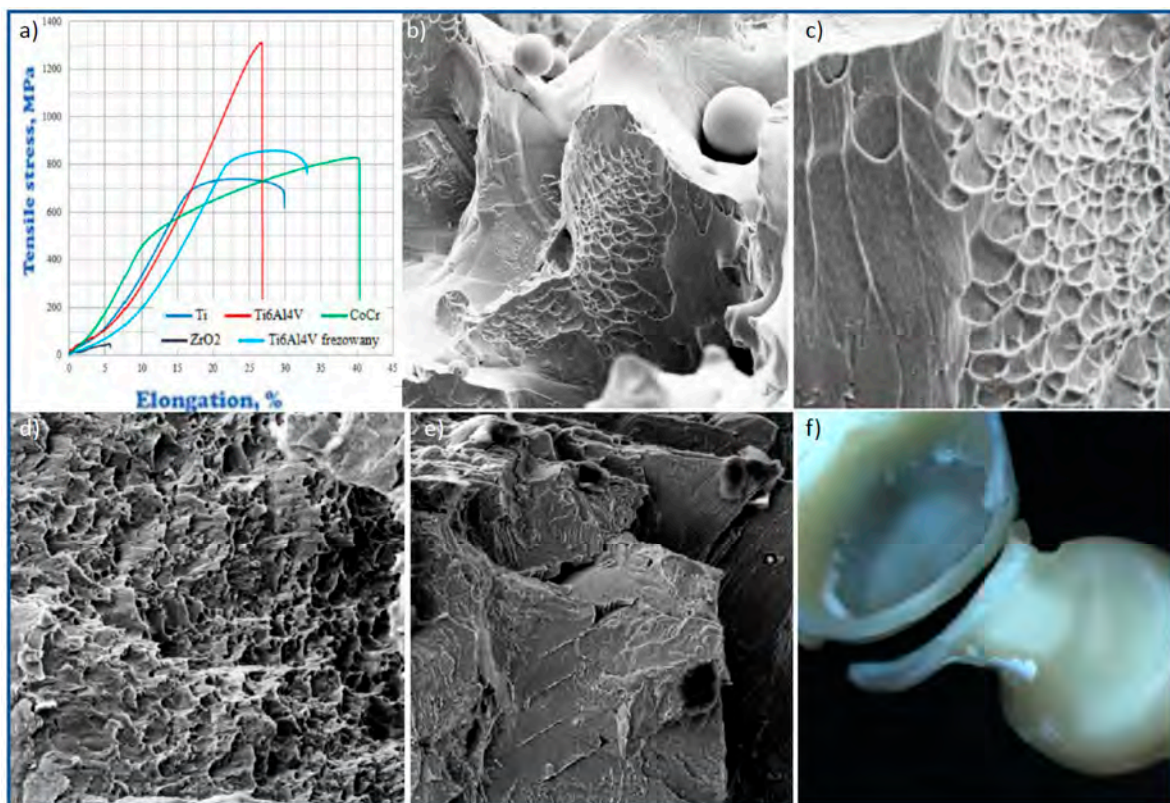 a)
b)
c)
1400
1200
1000
800
600
400
200
0
Tensile stress, MPa
Ti Ti6Al4V CoCr
ZrO2 Ti6Al4V frezowany
0 5 10 15 20 25 30 35 40 45
Elongation, %
d)
e)
f)